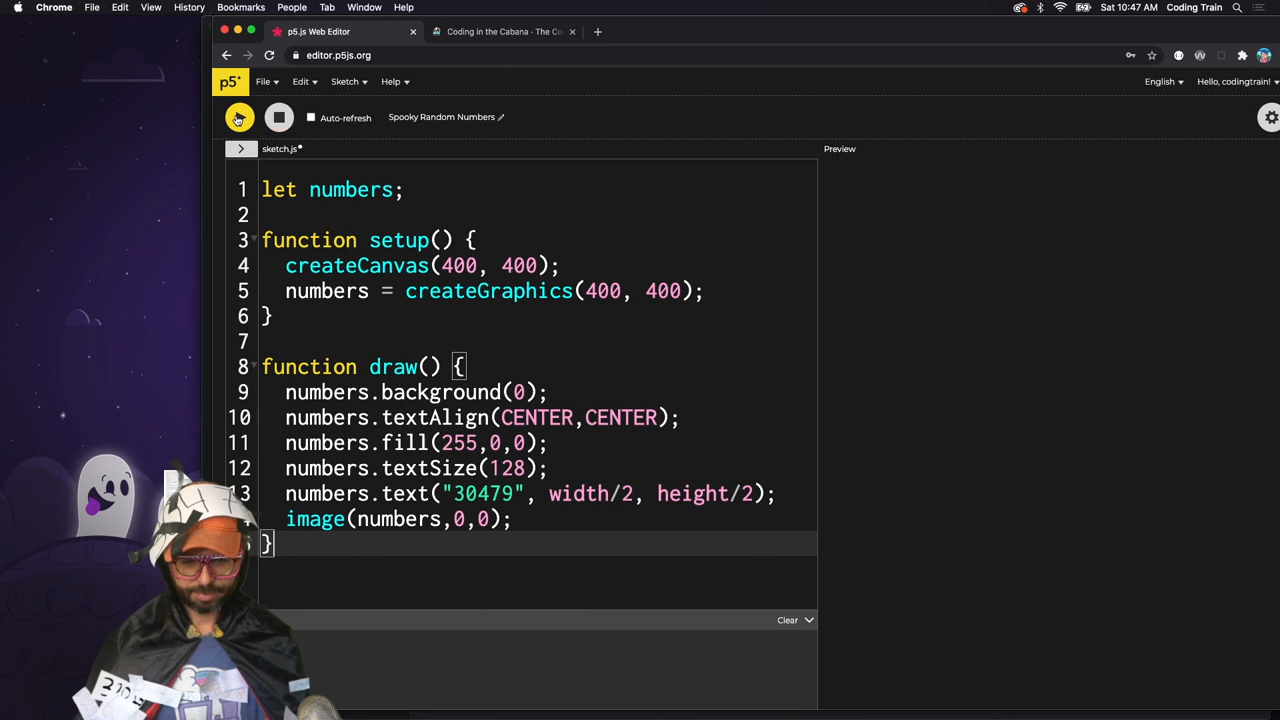 Chrome File Edit View History Bookmarks People Tab Window Help Sat 10:47 AM Coding Train
p5.js Web Editor Coding in the Cabana - The Co
editor.p5js.org
p5* File Edit Sketch Help English Hello, codingtrain!
Auto-refresh Spooky Random Numbers
> sketch.js* Preview
1 let numbers;
2
3 function setup() {
4 createCanvas(400, 400);
5 numbers = createGraphics(400, 400);
6 }
7
8 function draw() {
9 numbers.background(0);
10 numbers.textAlign(CENTER,CENTER);
11 numbers.fill(255,0,0);
12 numbers.textSize(128);
13 numbers.text("30479", width/2, height/2);
image(numbers,0,0);
}
Clear